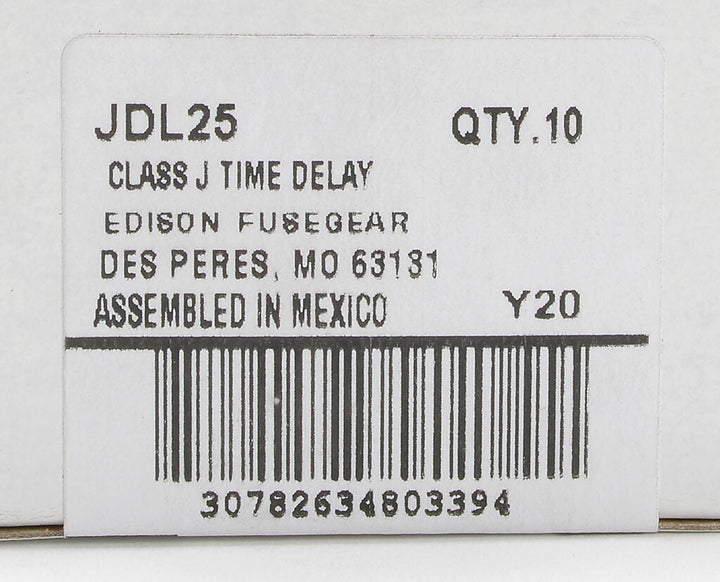 JDL25 QTY.10
CLASS J TIME DELAY
EDISON FUSEGEAR
DES PERES, MO 63131
ASSEMBLED IN MEXICO Y20
30782634803394